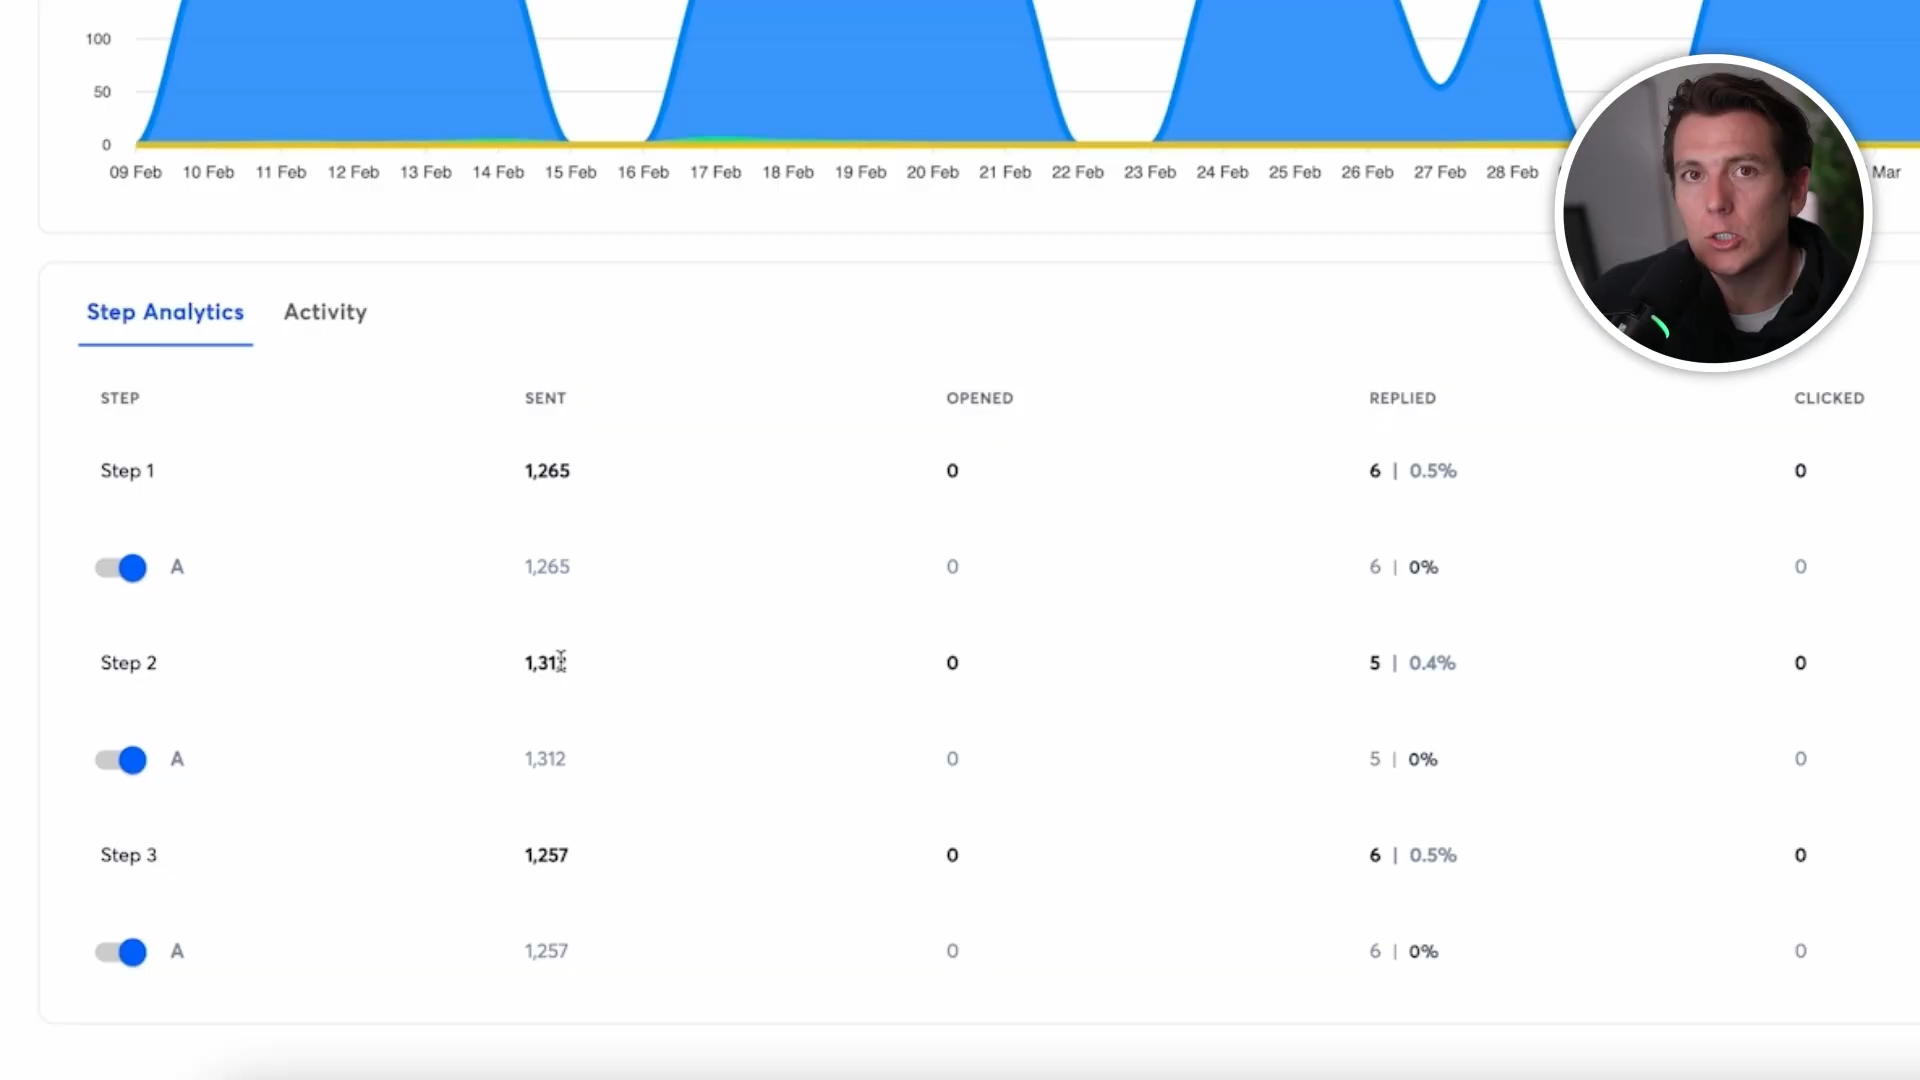 100
50
0
09 Feb 10 Feb 11 Feb 12 Feb 13 Feb 14 Feb 15 Feb 16 Feb 17 Feb 18 Feb 19 Feb 20 Feb 21 Feb 22 Feb 23 Feb 24 Feb 25 Feb 26 Feb 27 Feb 28 Feb Mar
Step Analytics Activity
STEP SENT OPENED REPLIED CLICKED
Step 1 1,265 0 6 | 0.5% 0
A 1,265 0 6 | 0% 0
Step 2 1,312 0 5 | 0.4% 0
A 1,312 0 5 | 0% 0
Step 3 1,257 0 6 | 0.5% 0
A 1,257 0 6 | 0% 0